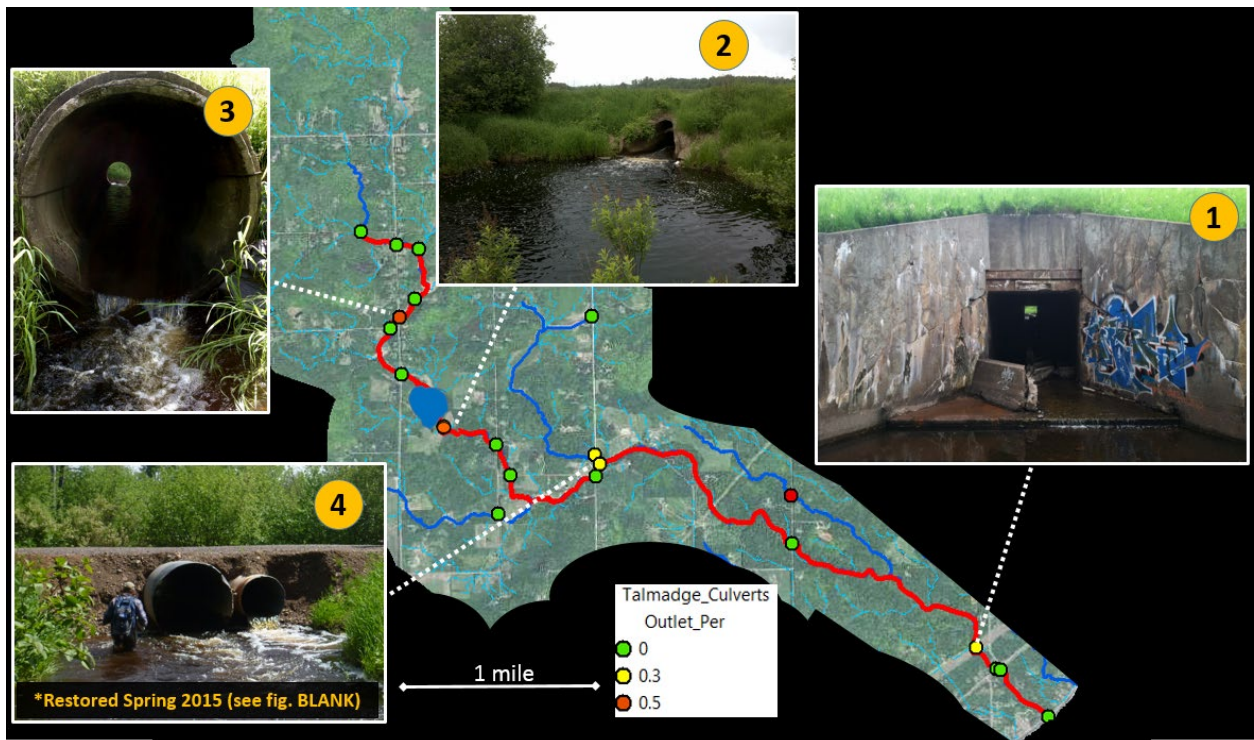 2
3
1
4
*Restored Spring 2015 (see fig. BLANK)
1 mile
Talmadge_Culverts
Outlet_Per
0
0.3
0.5